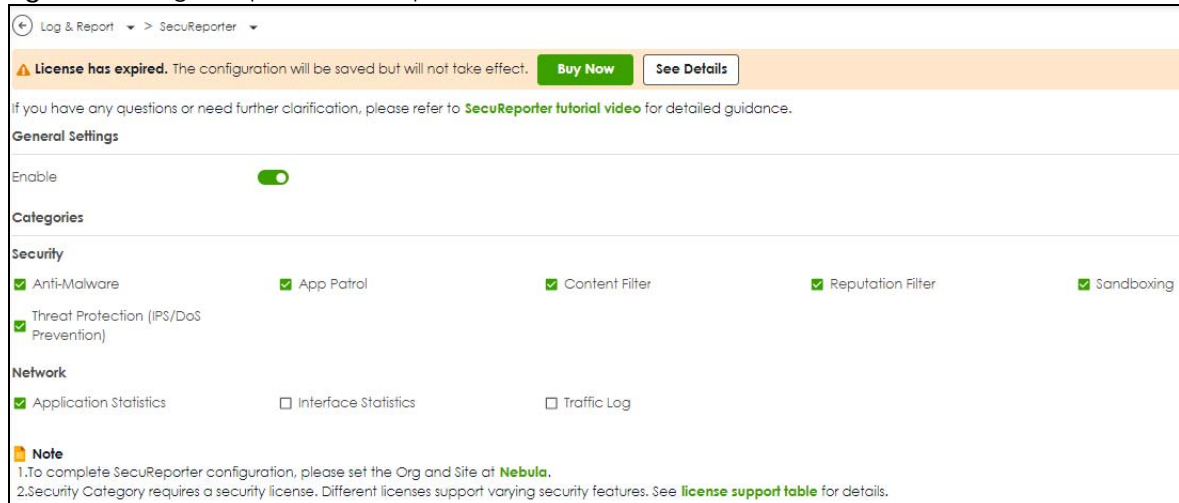 Log & Report > SecuReporter
License has expired. The configuration will be saved but will not take effect. Buy Now See Details
If you have any questions or need further clarification, please refer to SecuReporter tutorial video for detailed guidance.
General Settings
Enable
Categories
Security
Anti-Malware App Patrol Content Filter Reputation Filter Sandboxing
Threat Protection (IPS/DoS
Prevention)
Network
Application Statistics Interface Statistics Traffic Log
Note
1.To complete SecuReporter configuration, please set the Org and Site at Nebula.
2.Security Category requires a security license. Different licenses support varying security features. See license support table for details.